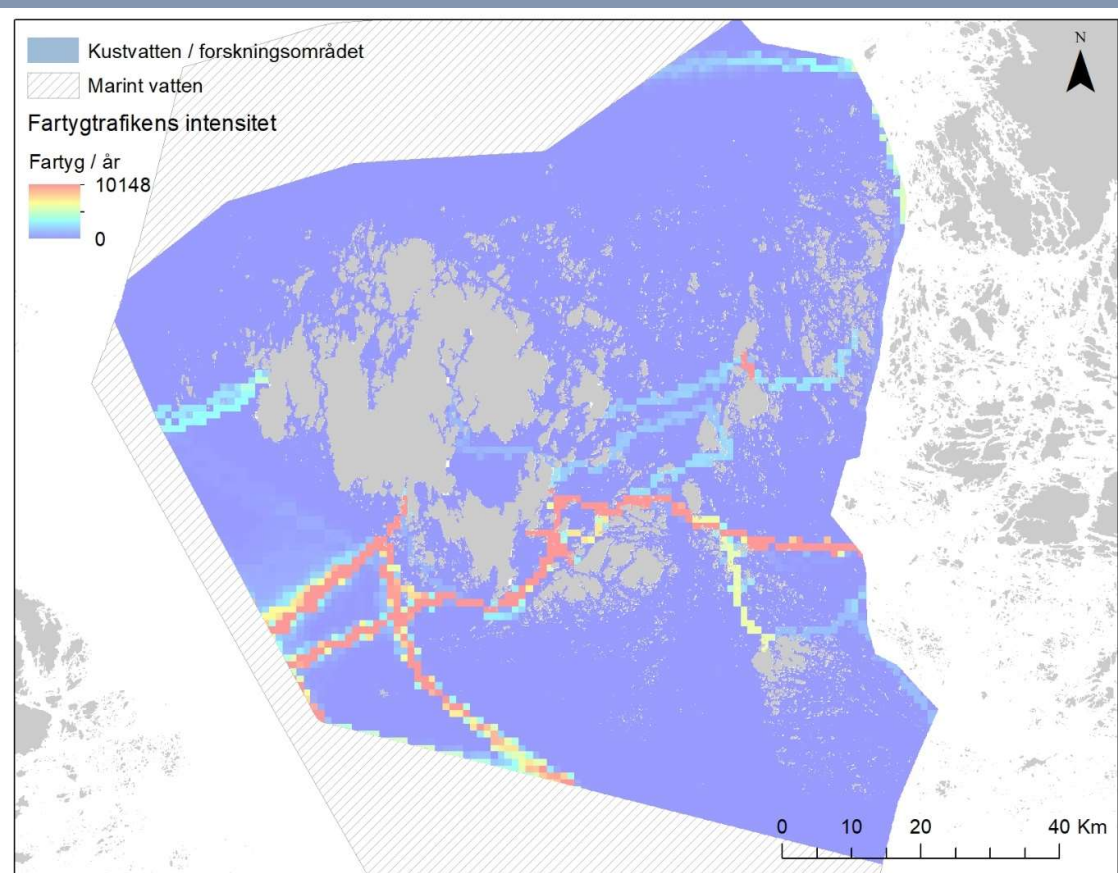 Kustvatten / forskningsområdet
Marint vatten
Fartygtrafikens intensitet
Fartyg / år
10148
0
N
0 10 20 40 Km